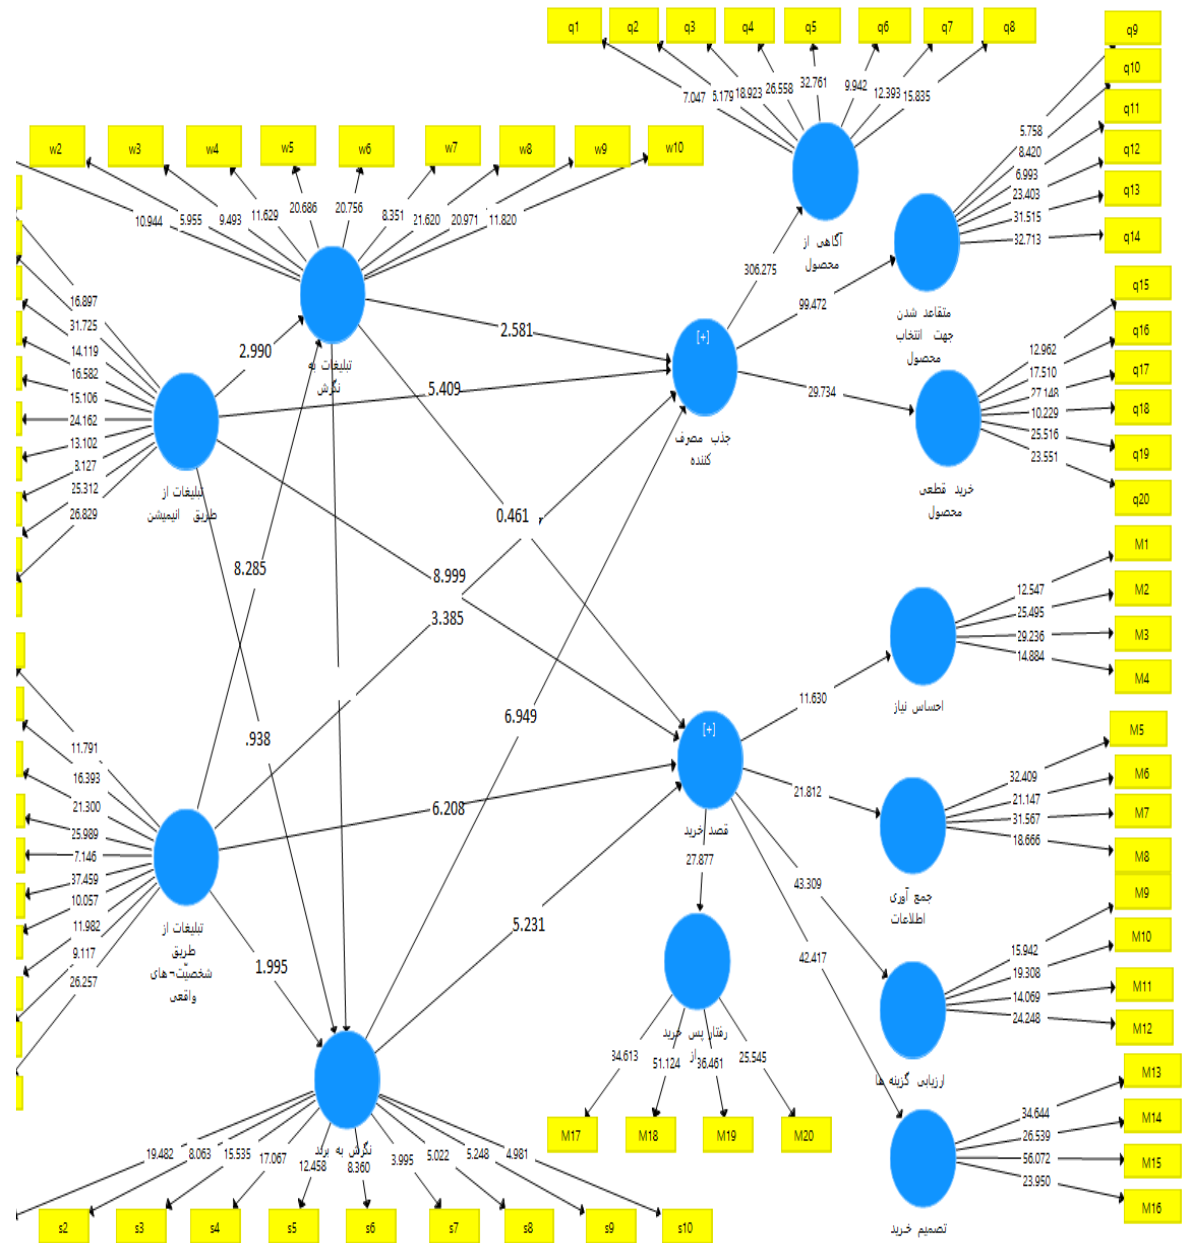 q1 q2 q3 q4 q5 q6 q7 q8
7.047 5.179 18.923 26.558 32.761 9.942 12.393 15.835
آگاهی از
محصول
q9
q10
q11
q12
q13
q14
5.758
8.420
6.993
23.403
31.515
32.713
متقاعد شدن
جهت انتخاب
محصول
w2 w3 w4 w5 w6 w7 w8 w9 w10
10.944 5.955 9.493 11.629 20.686 20.756 8.351 21.620 20.971 11.820
تبلیغات به
نگرش
306.275
99.472
29.734
[+]
جذب مصرف
کننده
q15
q16
q17
q18
q19
q20
12.962
17.510
27.148
10.229
25.516
23.551
خرید قطعی
محصول
16.897
31.725
14.119
16.582
15.106
24.162
13.102
8.127
25.312
26.829
تبلیغات از
طریق انیمیشن
2.990
2.581
5.409
0.461
8.285
8.999
3.385
.938
6.949
6.208
1.995
5.231
M1
M2
M3
M4
12.547
25.495
29.236
14.884
احساس نیاز
11.630
[+]
قصد خرید
21.812
27.877
43.309
42.417
M5
M6
M7
M8
32.409
21.147
31.567
18.666
جمع آوری
اطلاعات
11.791
16.393
21.300
25.989
7.146
37.459
10.057
11.982
9.117
26.257
تبلیغات از
طریق
شخصیّت¬های
واقعی
M9
M10
M11
M12
15.942
19.308
14.069
24.248
ارزیابی گزینه ها
رفتار پس خرید
از
34.613 51.124 36.461 25.545
M17 M18 M19 M20
M13
M14
M15
M16
34.644
26.539
56.072
23.950
تصمیم خرید
نگرش به برند
19.482 8.063 15.535 17.067 12.458 8.360 3.995 5.022 5.248 4.981
s2 s3 s4 s5 s6 s7 s8 s9 s10